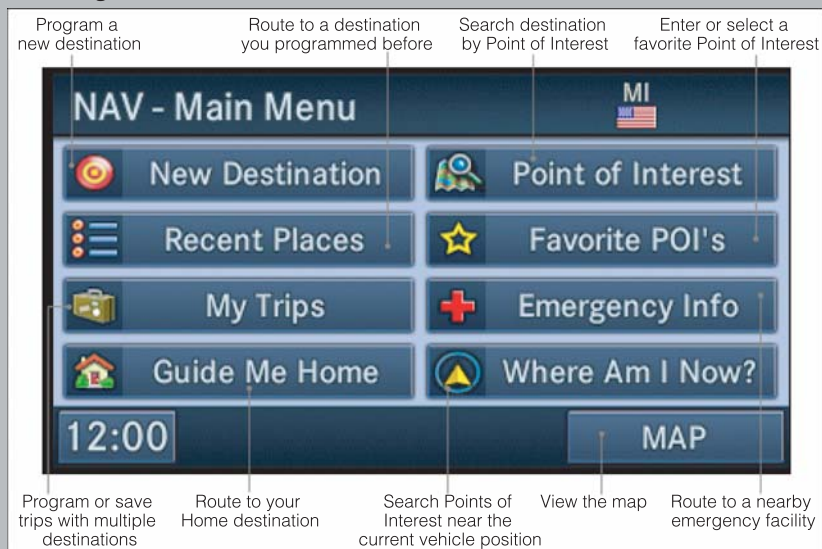 Program a
new destination
Route to a destination
you programmed before
Search destination
by Point of Interest
Enter or select a
favorite Point of Interest
NAV - Main Menu
MI
New Destination
Point of Interest
Recent Places
Favorite POI's
My Trips
Emergency Info
Guide Me Home
Where Am I Now?
12:00
MAP
Program or save
trips with multiple
destinations
Route to your
Home destination
Search Points of
Interest near the
current vehicle position
View the map
Route to a nearby
emergency facility